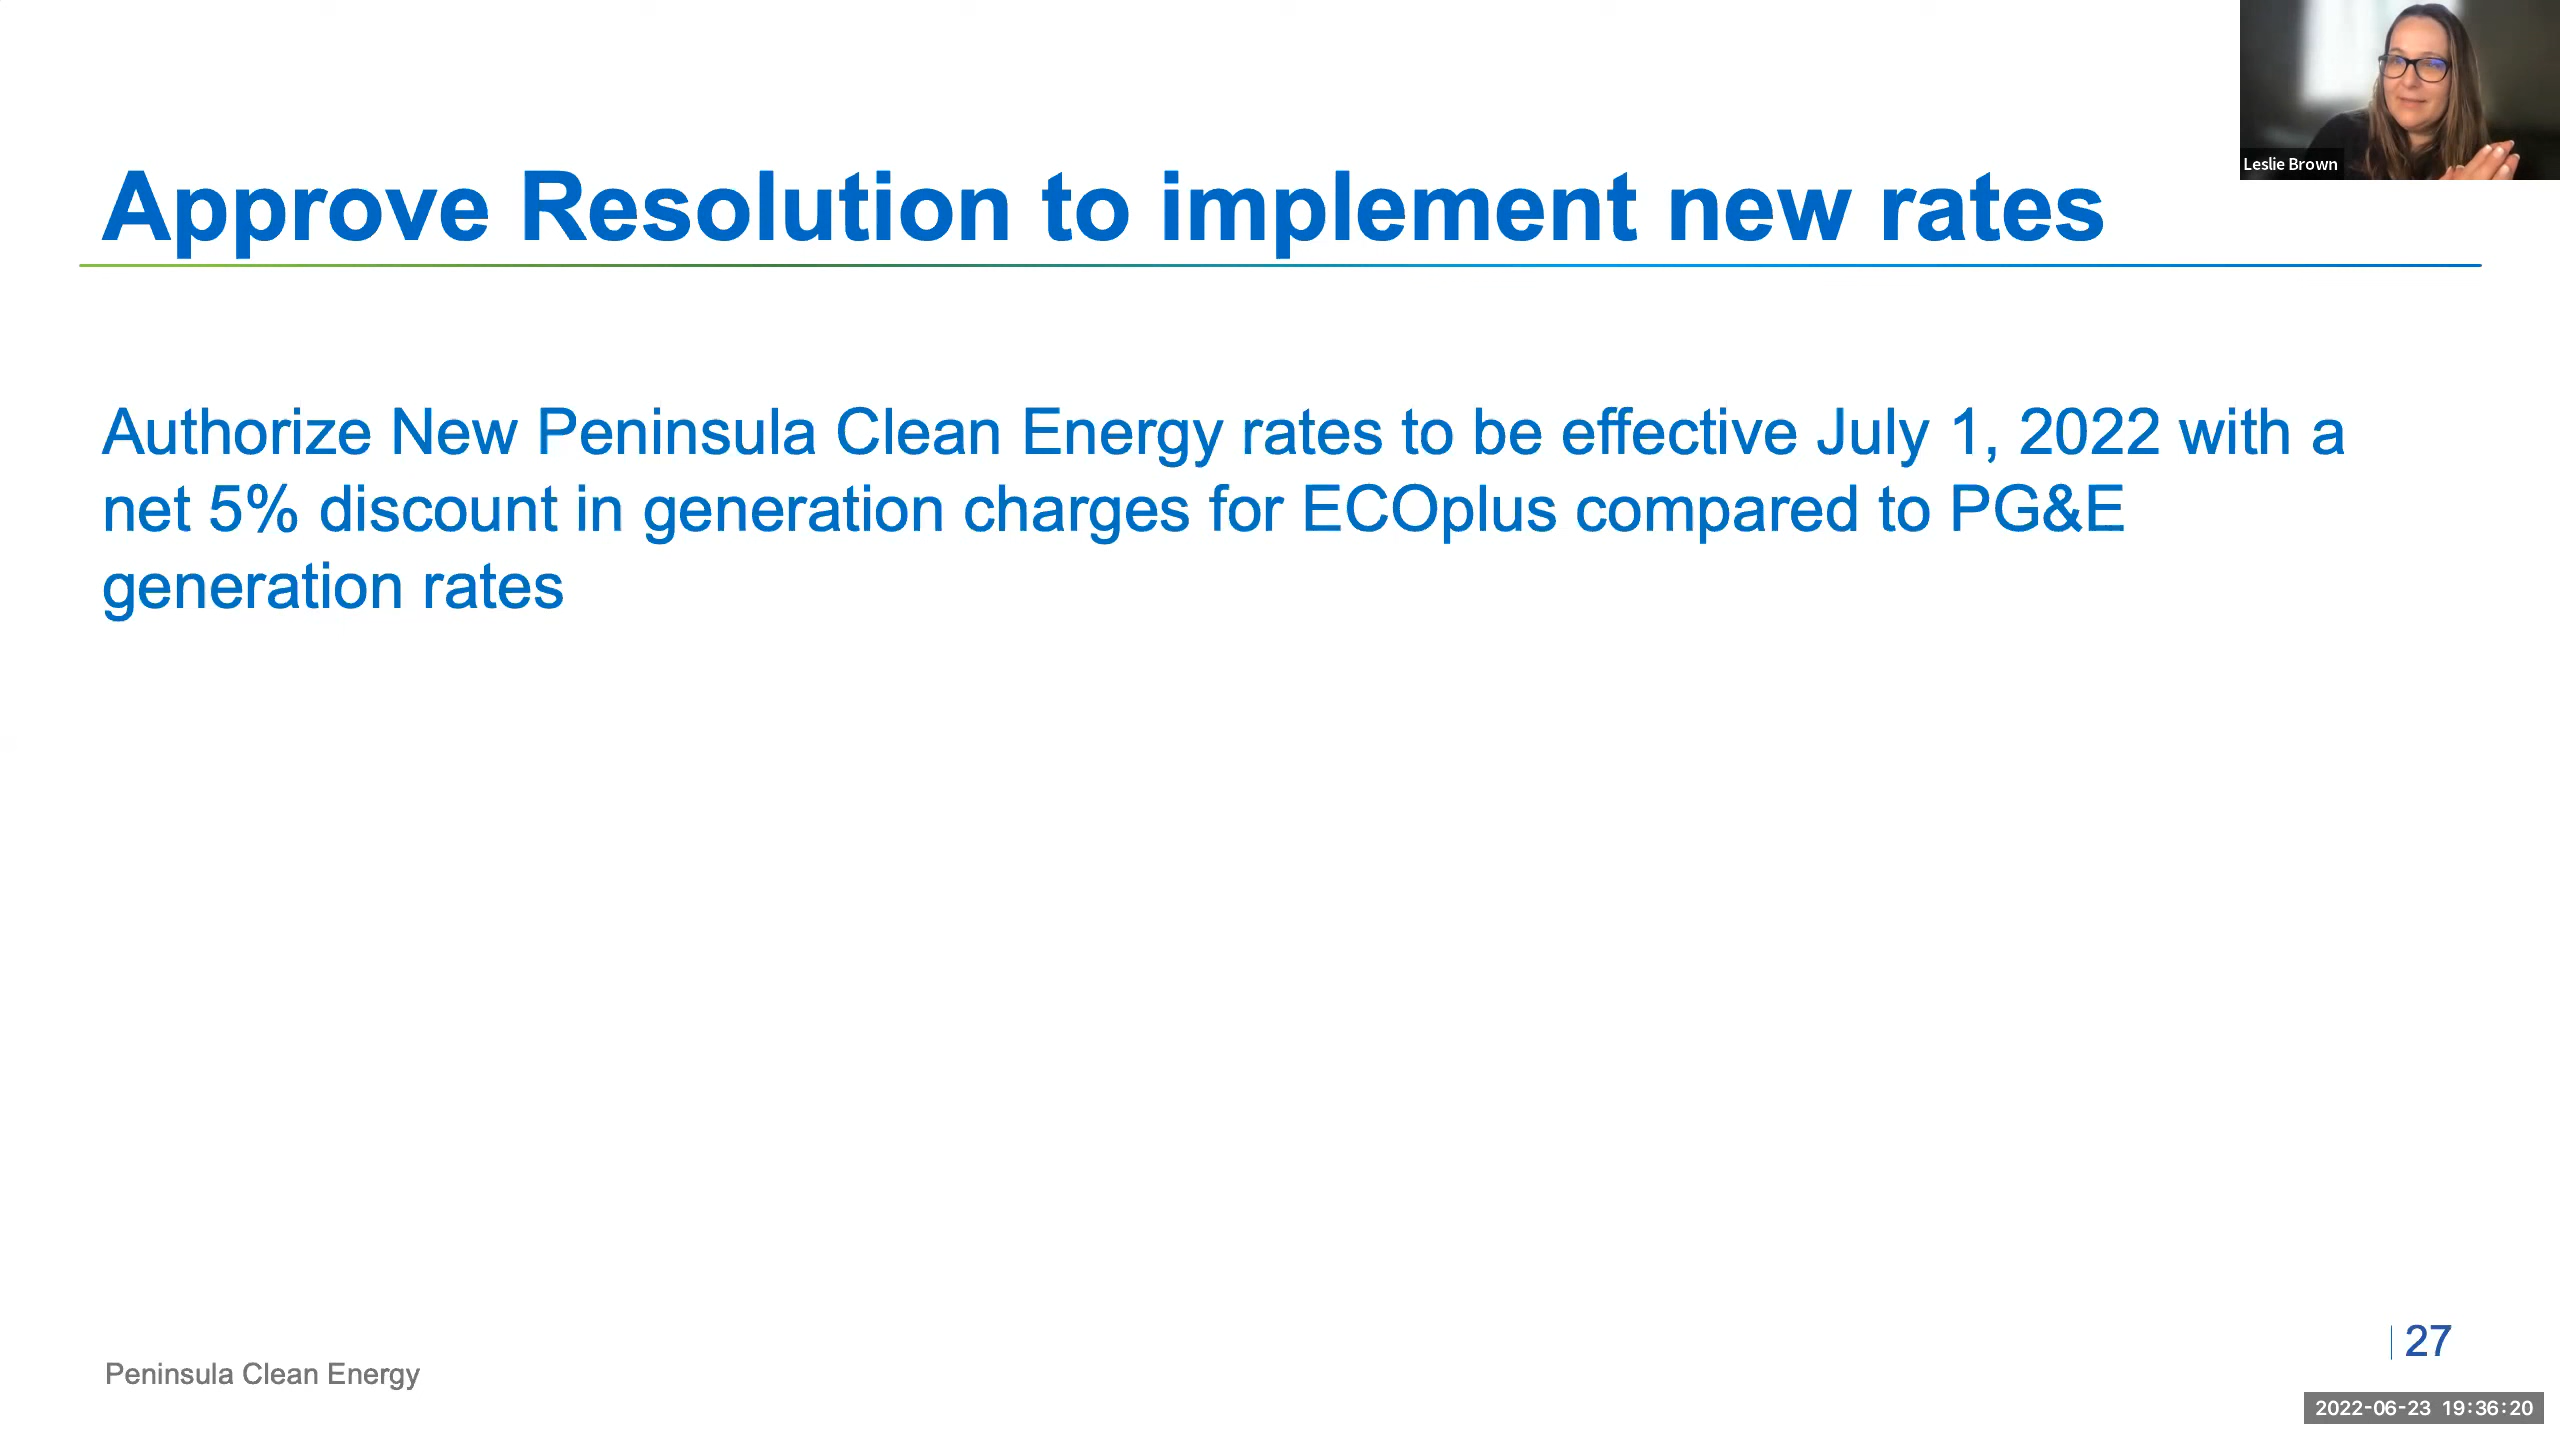 Leslie Brown
Approve Resolution to implement new rates
Authorize New Peninsula Clean Energy rates to be effective July 1, 2022 with a
net 5% discount in generation charges for ECOplus compared to PG&E
generation rates
27
Peninsula Clean Energy
2022-06-23 19:36:20